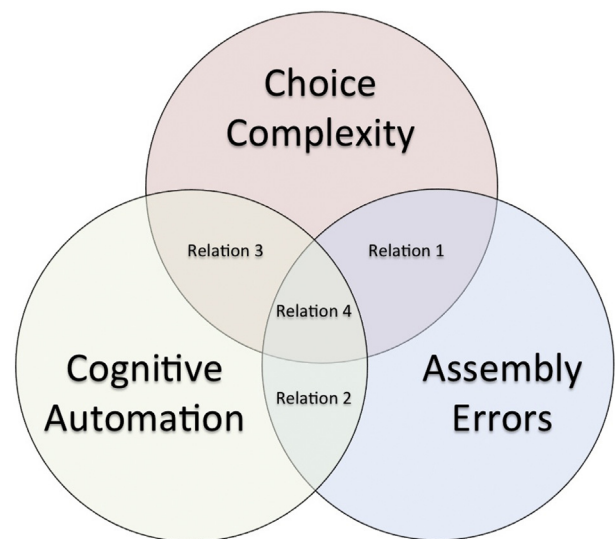 Choice
Complexity
Relation 3
Relation 1
Relation 4
Cognitive
Automation
Relation 2
Assembly
Errors